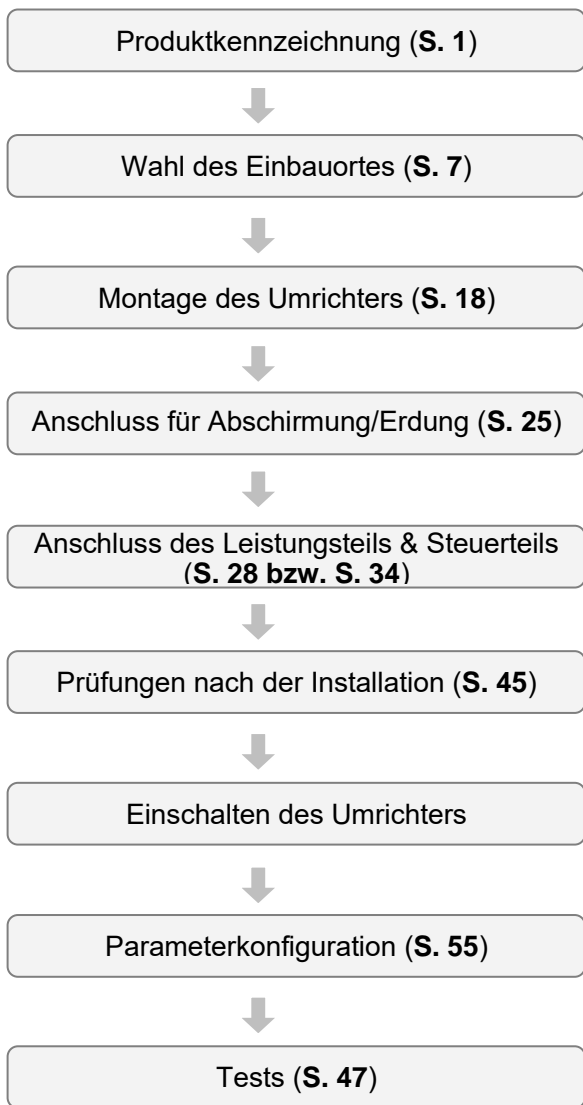 Produktkennzeichnung (S. 1)
Wahl des Einbauortes (S. 7)
Montage des Umrichters (S. 18)
Anschluss für Abschirmung/Erdung (S. 25)
Anschluss des Leistungsteils & Steuerteils
(S. 28 bzw. S. 34)
Prüfungen nach der Installation (S. 45)
Einschalten des Umrichters
Parameterkonfiguration (S. 55)
Tests (S. 47)